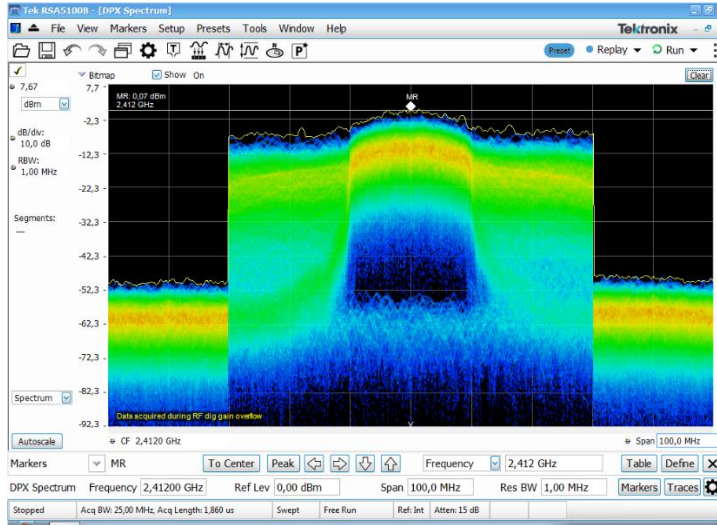 Tek RSA5100B - [DPX Spectrum]
File View Markers Setup Presets Tools Window Help
Tektronix
Preset Replay Run
Bitmap Show On Clear
7,67
dBm
dB/div:
10,0 dB
RBW:
1,00 MHz
Segments:
---
Spectrum
Autoscale
7,7
-2,3
-12,3
-22,3
-32,3
-42,3
-52,3
-62,3
-72,3
-82,3
-92,3
MR: 0,07 dBm
2,412 GHz
MR
Data acquired during RF dig gain overflow
CF 2,4120 GHz Span 100,0 MHz
Markers MR To Center Peak Frequency 2,412 GHz Table Define X
DPX Spectrum Frequency 2,41200 GHz Ref Lev 0,00 dBm Span 100,0 MHz Res BW 1,00 MHz Markers Traces
Stopped Acq BW: 25,00 MHz, Acq Length: 1,860 us Swept Free Run Ref: Int Atten: 15 dB